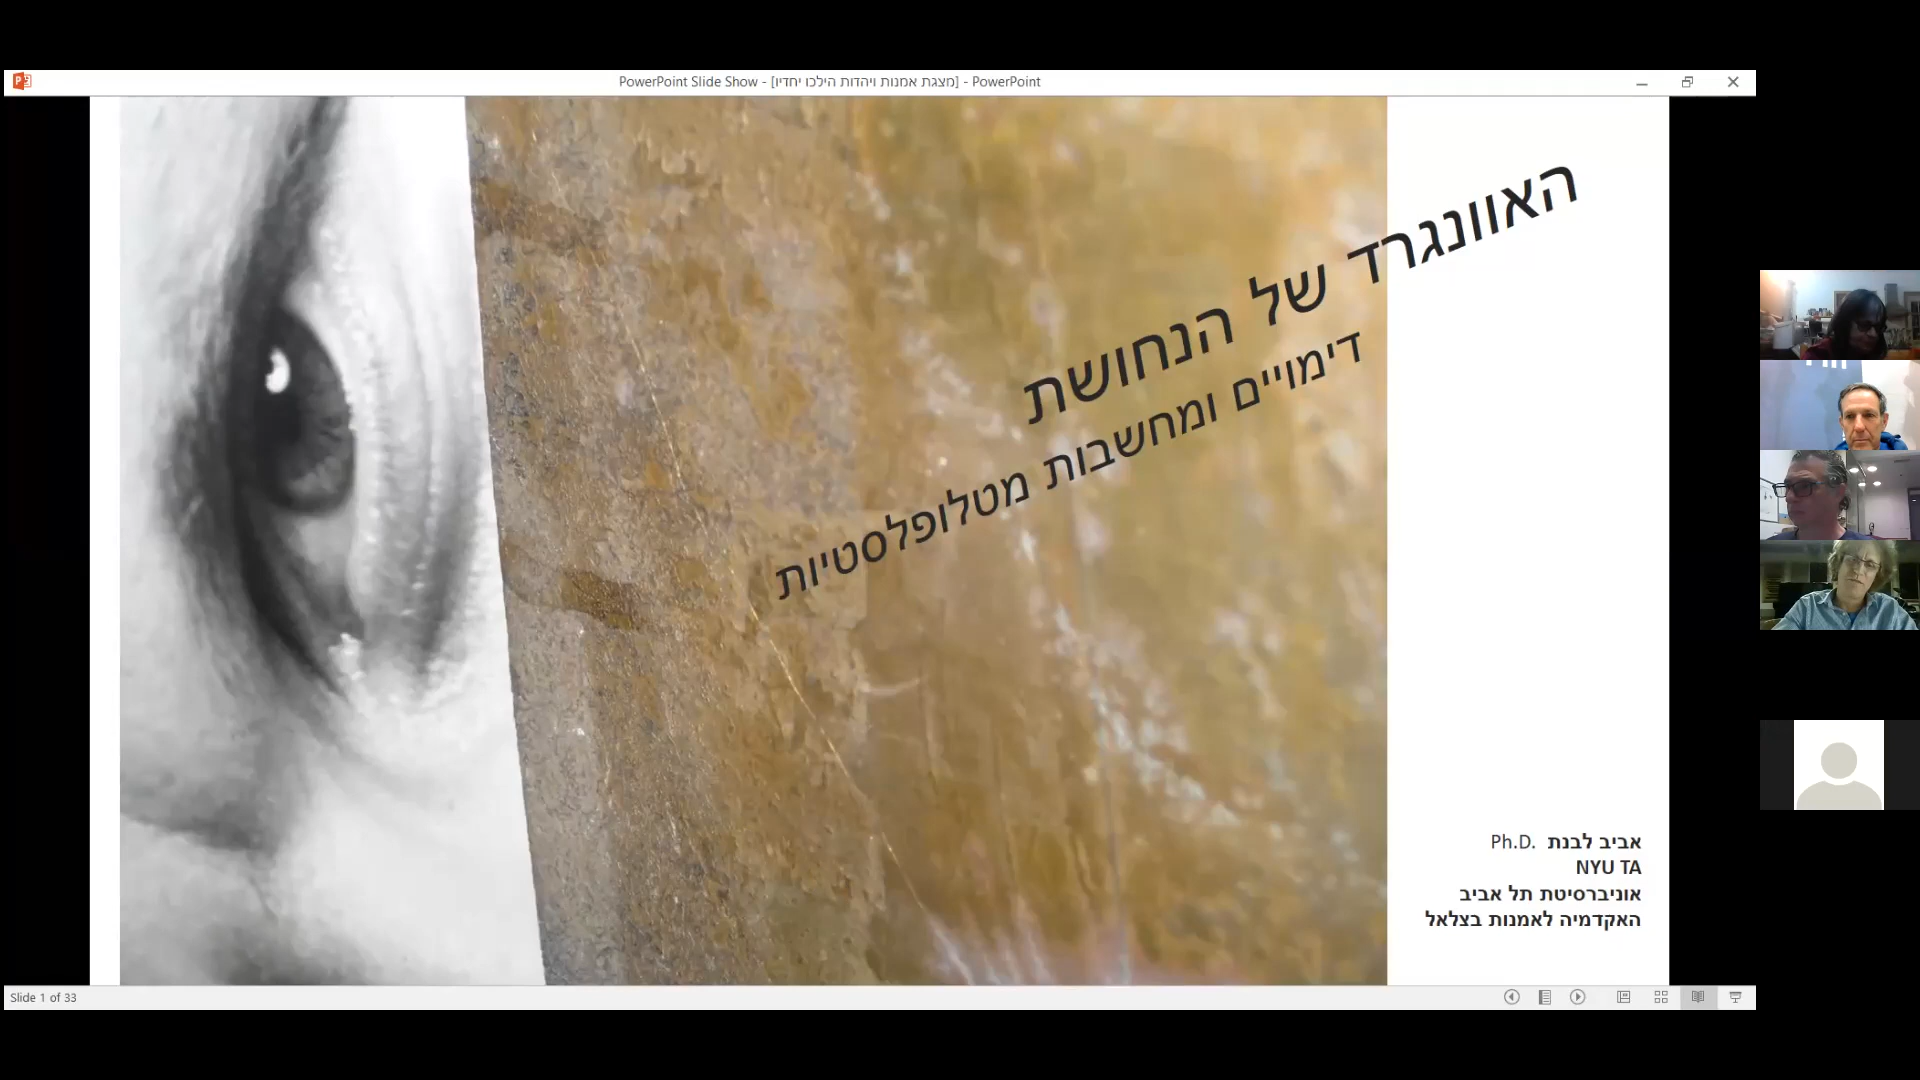 PowerPoint Slide Show - [מצגת אמנות ויהדות הילכו יחדיו] - PowerPoint
האוונגרד של הנחושת
דימויים ומחשבות מטלופלסטיות
אביב לבנת Ph.D.
NYU TA
אוניברסיטת תל אביב
האקדמיה לאמנות בצלאל
Slide 1 of 33